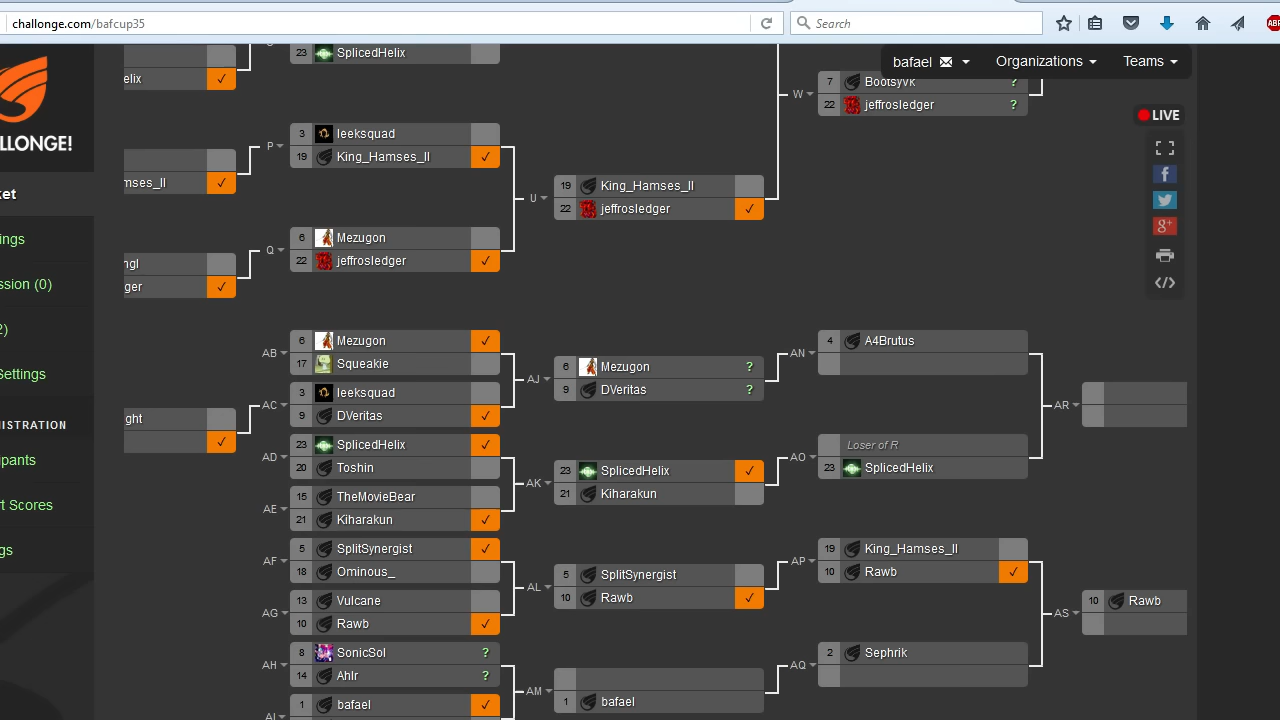 challonge.com/bafcup35
Search
bafael
Organizations
Teams
LIVE
23 SplicedHelix
elix ✓
W
7 Bootsyvk ?
22 jeffrosledger ?
P
3 leeksquad
19 King_Hamses_II ✓
mses_II ✓
U
19 King_Hamses_II
22 jeffrosledger ✓
Q
6 Mezugon
22 jeffrosledger ✓
ngl
ger ✓
HALLONGE!
ket
ings
ssion (0)
2)
Settings
NISTRATION
ipants
rt Scores
gs
ght
✓
AB
6 Mezugon ✓
17 Squeakie
AC
3 leeksquad
9 DVeritas ✓
AD
23 SplicedHelix ✓
20 Toshin
AE
15 TheMovieBear
21 Kiharakun ✓
AF
5 SplitSynergist ✓
18 Ominous_
AG
13 Vulcane
10 Rawb ✓
AH
8 SonicSol ?
14 Ahlr ?
AI
1 bafael ✓
AJ
6 Mezugon ?
9 DVeritas ?
AK
23 SplicedHelix ✓
21 Kiharakun
AL
5 SplitSynergist
10 Rawb ✓
AM
1 bafael
AN
4 A4Brutus
AO
Loser of R
23 SplicedHelix
AP
19 King_Hamses_II
10 Rawb ✓
AQ
2 Sephrik
AR
AS
10 Rawb
f
g+
</>
ABP